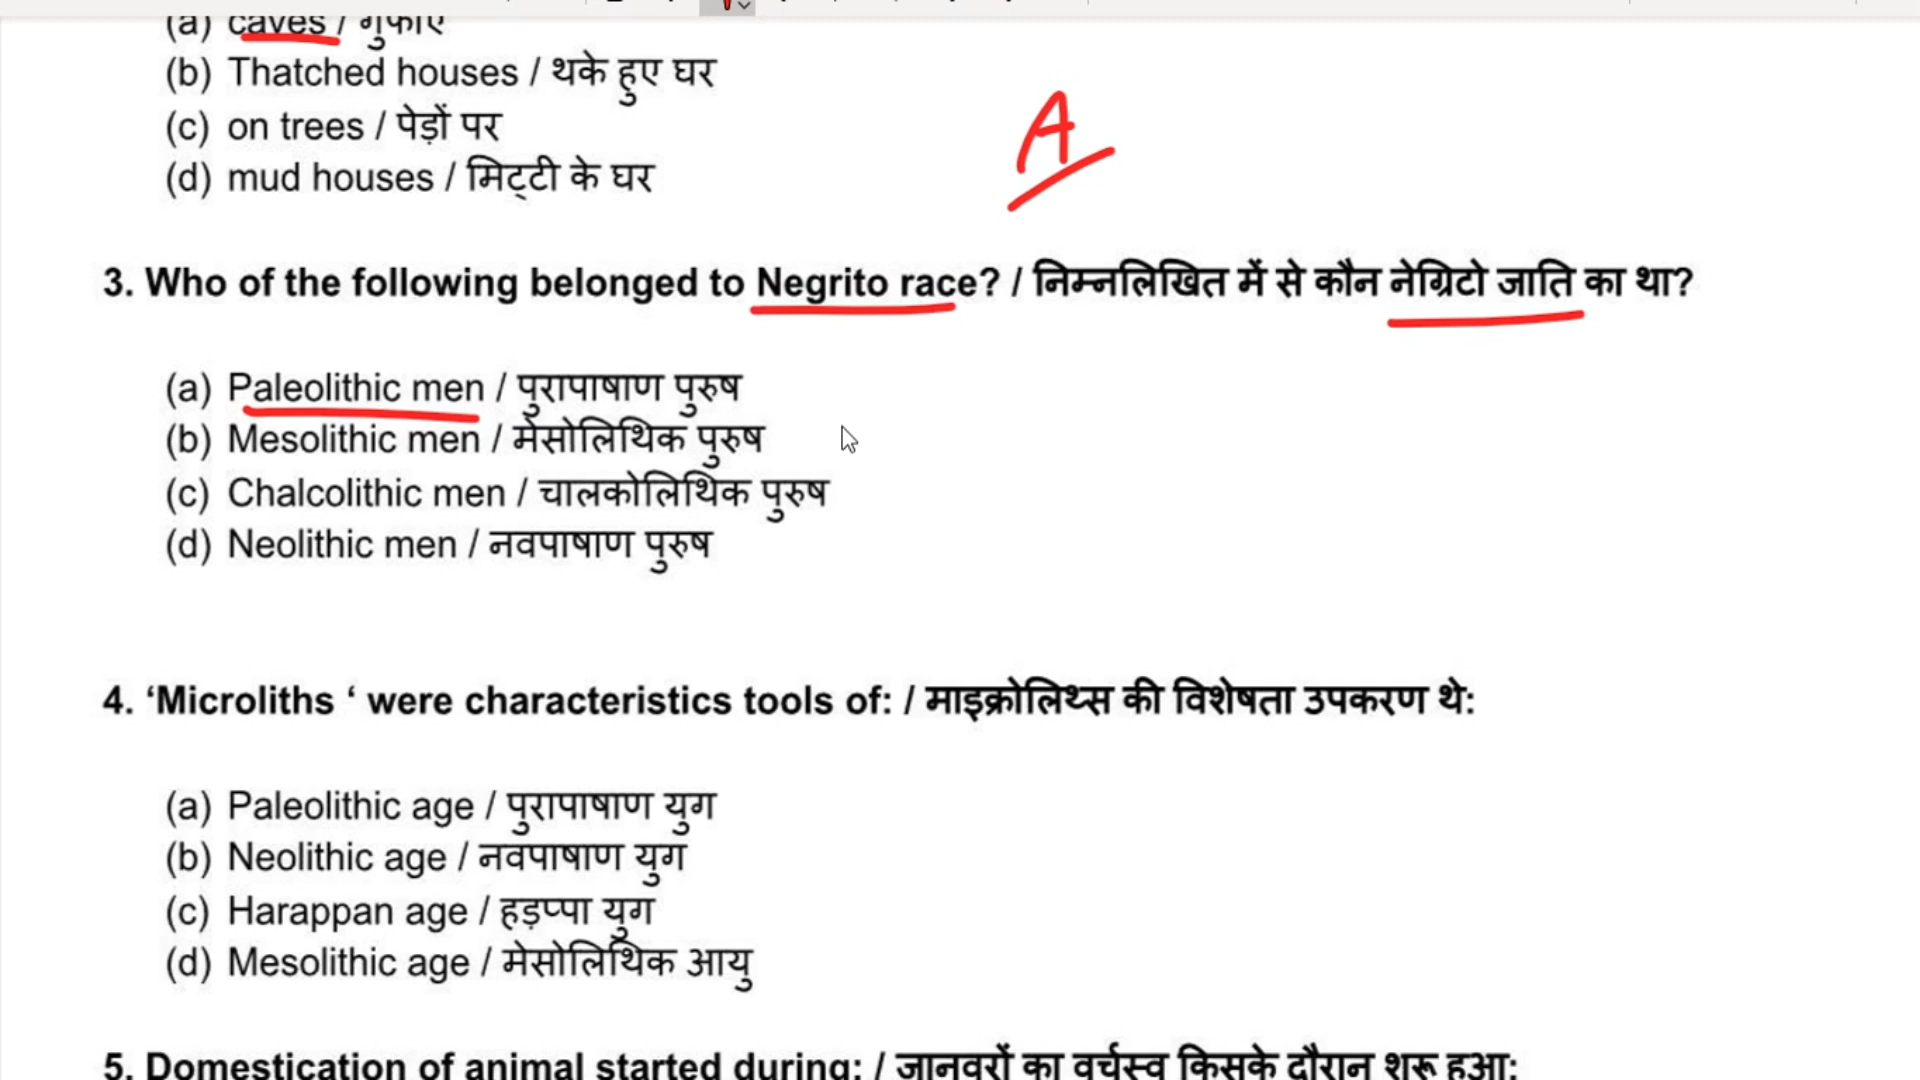 (a) caves / गुफाएं
(b) Thatched houses / थके हुए घर
(c) on trees / पेड़ों पर
(d) mud houses / मिट्टी के घर
A
3. Who of the following belonged to Negrito race? / निम्नलिखित में से कौन नेग्रिटो जाति का था?
(a) Paleolithic men / पुरापाषाण पुरुष
(b) Mesolithic men / मेसोलिथिक पुरुष
(c) Chalcolithic men / चालकोलिथिक पुरुष
(d) Neolithic men / नवपाषाण पुरुष
4. ‘Microliths ‘ were characteristics tools of: / माइक्रोलिथ्स की विशेषता उपकरण थे:
(a) Paleolithic age / पुरापाषाण युग
(b) Neolithic age / नवपाषाण युग
(c) Harappan age / हड़प्पा युग
(d) Mesolithic age / मेसोलिथिक आयु
5. Domestication of animal started during: / जानवरों का वर्चस्व किसके दौरान शुरू हुआ: